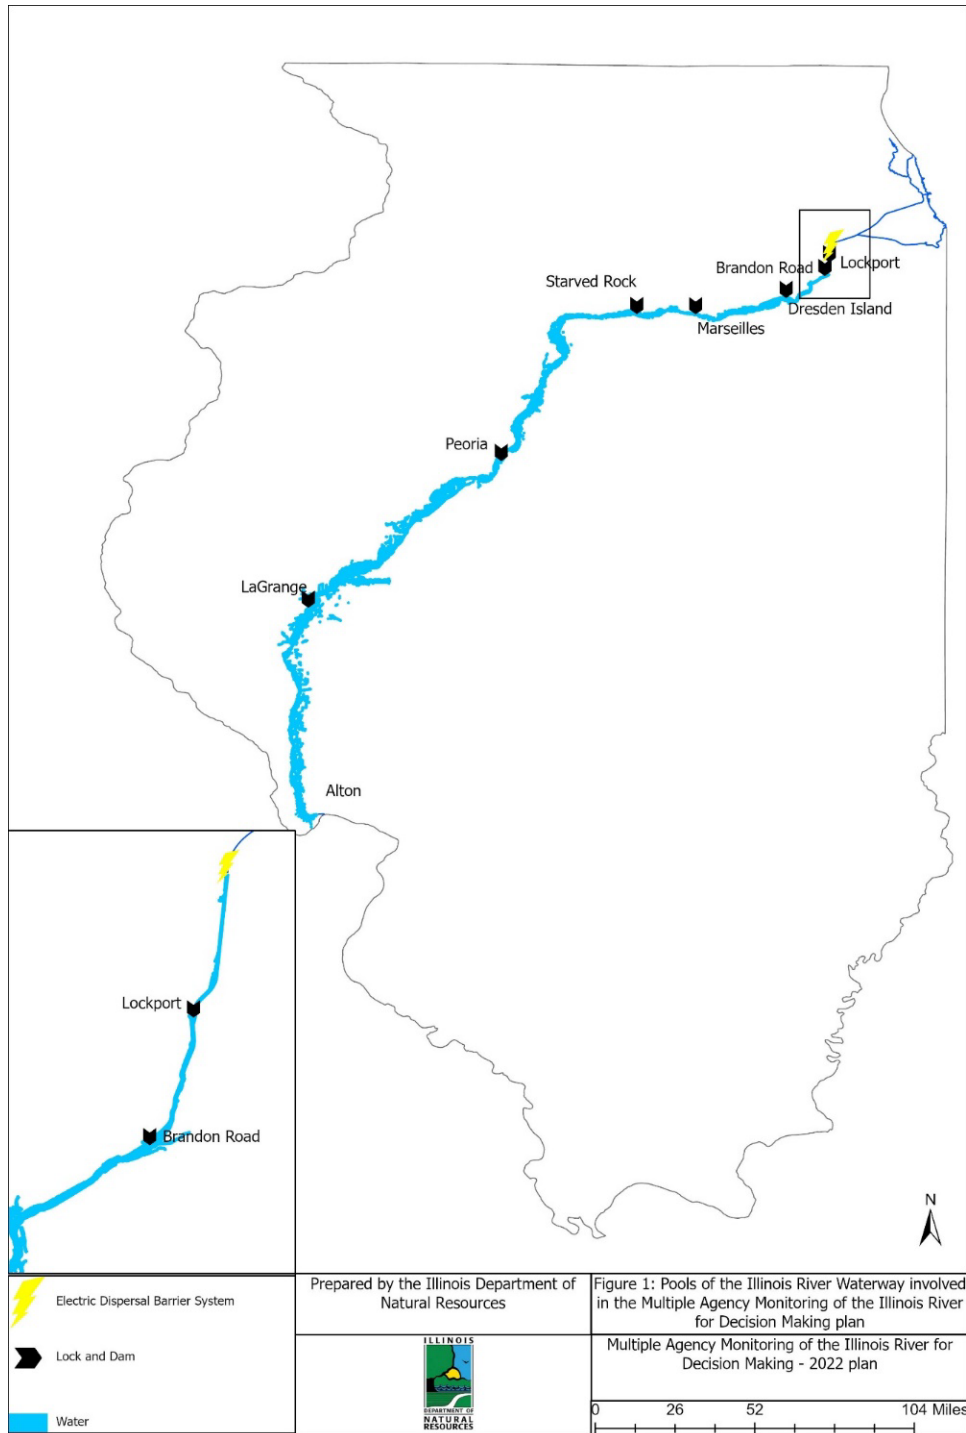 Starved Rock
Brandon Road
Lockport
Dresden Island
Marseilles
Peoria
LaGrange
Alton
Lockport
Brandon Road
N
Electric Dispersal Barrier System
Lock and Dam
Water
Prepared by the Illinois Department of
Natural Resources
ILLINOIS
DEPARTMENT OF
NATURAL
RESOURCES
Figure 1: Pools of the Illinois River Waterway involved
in the Multiple Agency Monitoring of the Illinois River
for Decision Making plan
Multiple Agency Monitoring of the Illinois River for
Decision Making - 2022 plan
0 26 52 104 Miles